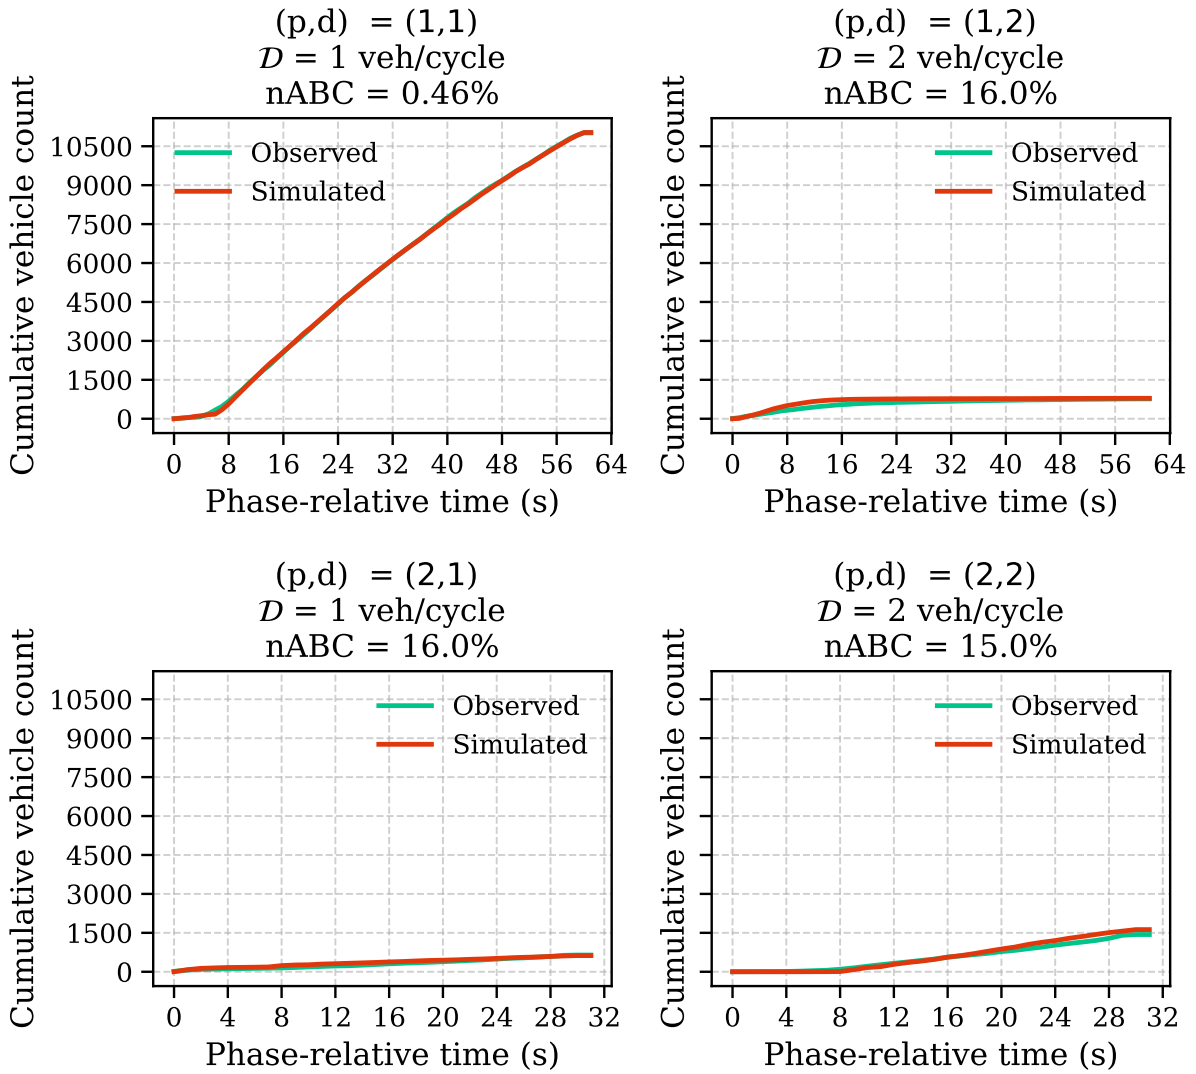 (p,d)  = (1,1)
𝒟 = 1 veh/cycle
nABC = 0.46%
Cumulative vehicle count
10500
9000
7500
6000
4500
3000
1500
0
Observed
Simulated
0 8 16 24 32 40 48 56 64
Phase-relative time (s)
(p,d)  = (1,2)
𝒟 = 2 veh/cycle
nABC = 16.0%
Cumulative vehicle count
Observed
Simulated
0 8 16 24 32 40 48 56 64
Phase-relative time (s)
(p,d)  = (2,1)
𝒟 = 1 veh/cycle
nABC = 16.0%
Cumulative vehicle count
10500
9000
7500
6000
4500
3000
1500
0
Observed
Simulated
0 4 8 12 16 20 24 28 32
Phase-relative time (s)
(p,d)  = (2,2)
𝒟 = 2 veh/cycle
nABC = 15.0%
Cumulative vehicle count
Observed
Simulated
0 4 8 12 16 20 24 28 32
Phase-relative time (s)